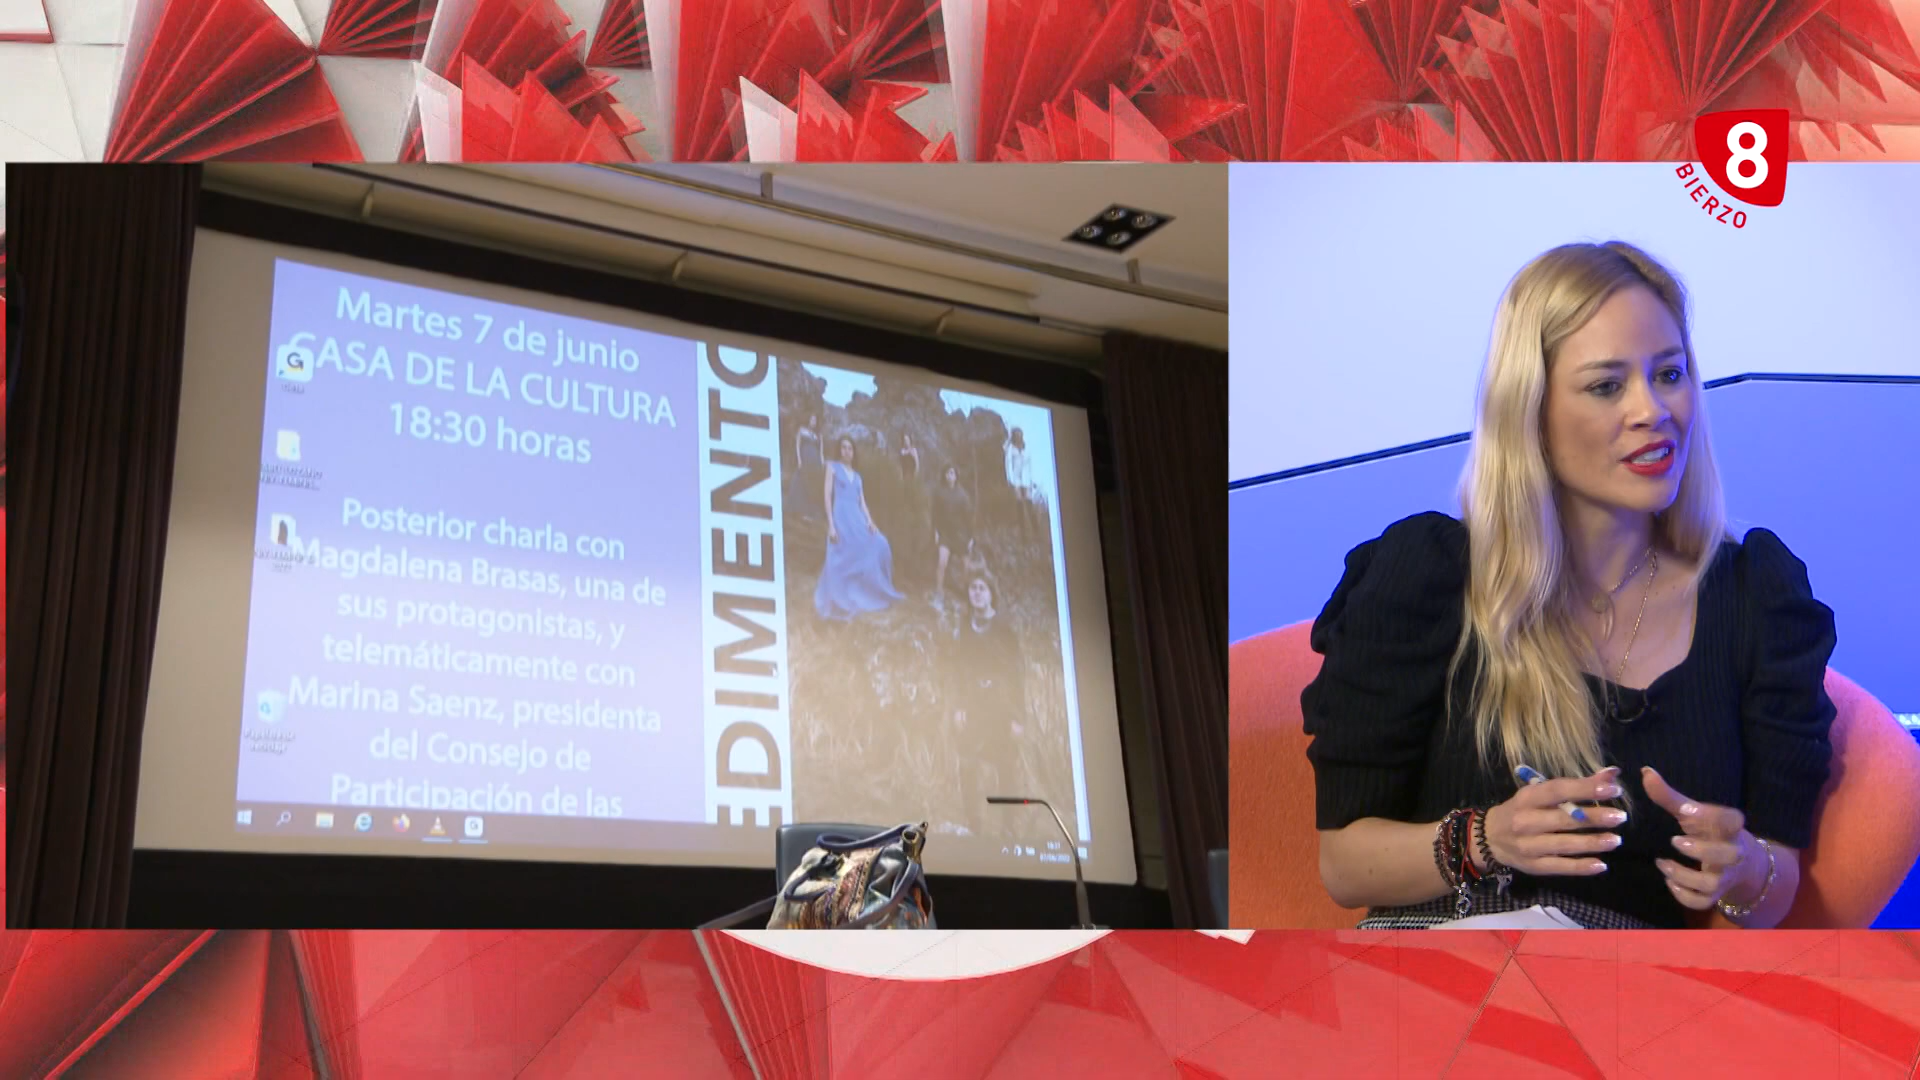 8
BIERZO
Martes 7 de junio
CASA DE LA CULTURA
18:30 horas
Posterior charla con
Magdalena Brasas, una de
sus protagonistas, y
telemáticamente con
Marina Saenz, presidenta
del Consejo de
Participación de las
EDIMENTO